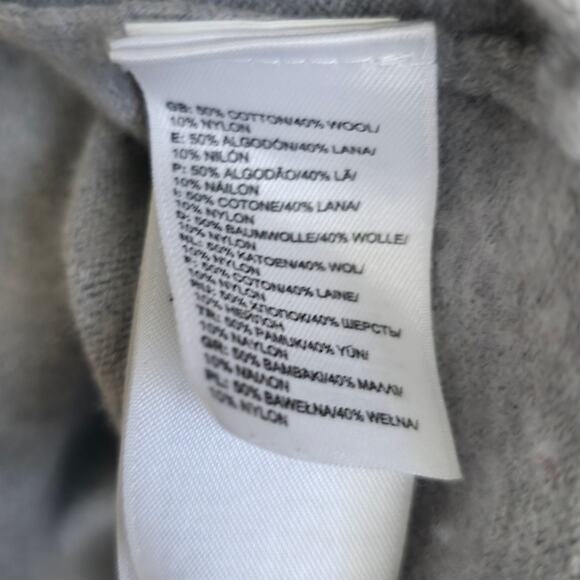 GB: 50% COTTON/40% WOOL/
10% NYLON
E: 50% ALGODÓN/40% LANA/
10% NILÓN
P: 50% ALGODÃO/40% LÃ/
10% NÁILON
I: 50% COTONE/40% LANA/
10% NYLON
D: 50% BAUMWOLLE/40% WOLLE/
10% NYLON
NL: 50% KATOEN/40% WOL/
10% NYLON
F: 50% COTON/40% LAINE/
10% NYLON
RU: 50% ХЛОПОК/40% ШЕРСТЬ/
10% НЕЙЛОН
TR: 50% PAMUK/40% YÜN/
10% NAYLON
GR: 50% ΒΑΜΒΑΚΙ/40% ΜΑΛΛΙ/
10% ΝΑΙΛΟΝ
PL: 50% BAWEŁNA/40% WEŁNA/
10% NYLON